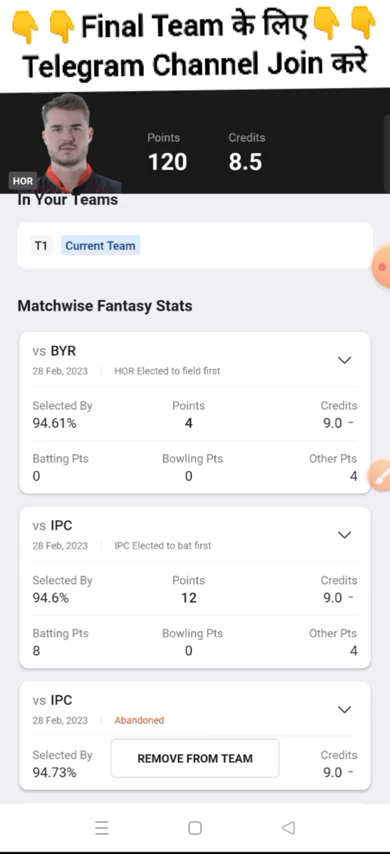 👇👇Final Team के लिए👇👇
Telegram Channel Join करे
Points
Credits
120
8.5
HOR
In Your Teams
T1
Current Team
Matchwise Fantasy Stats
vs BYR
28 Feb, 2023 | HOR Elected to field first
Selected By
Points
Credits
94.61%
4
9.0 -
Batting Pts
Bowling Pts
Other Pts
0
0
4
vs IPC
28 Feb, 2023 | IPC Elected to bat first
Selected By
Points
Credits
94.6%
12
9.0 -
Batting Pts
Bowling Pts
Other Pts
8
0
4
vs IPC
28 Feb, 2023 | Abandoned
Selected By
Credits
REMOVE FROM TEAM
94.73%
9.0 -